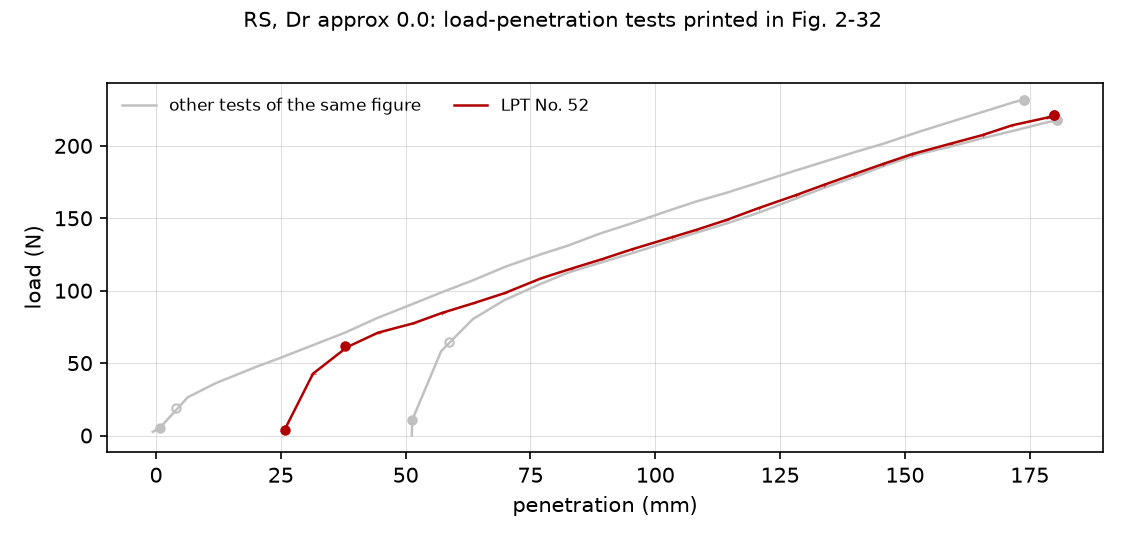 RS, Dr approx 0.0: load-penetration tests printed in Fig. 2-32
other tests of the same figure
LPT No. 52
load (N)
200
150
100
50
0
0 25 50 75 100 125 150 175
penetration (mm)